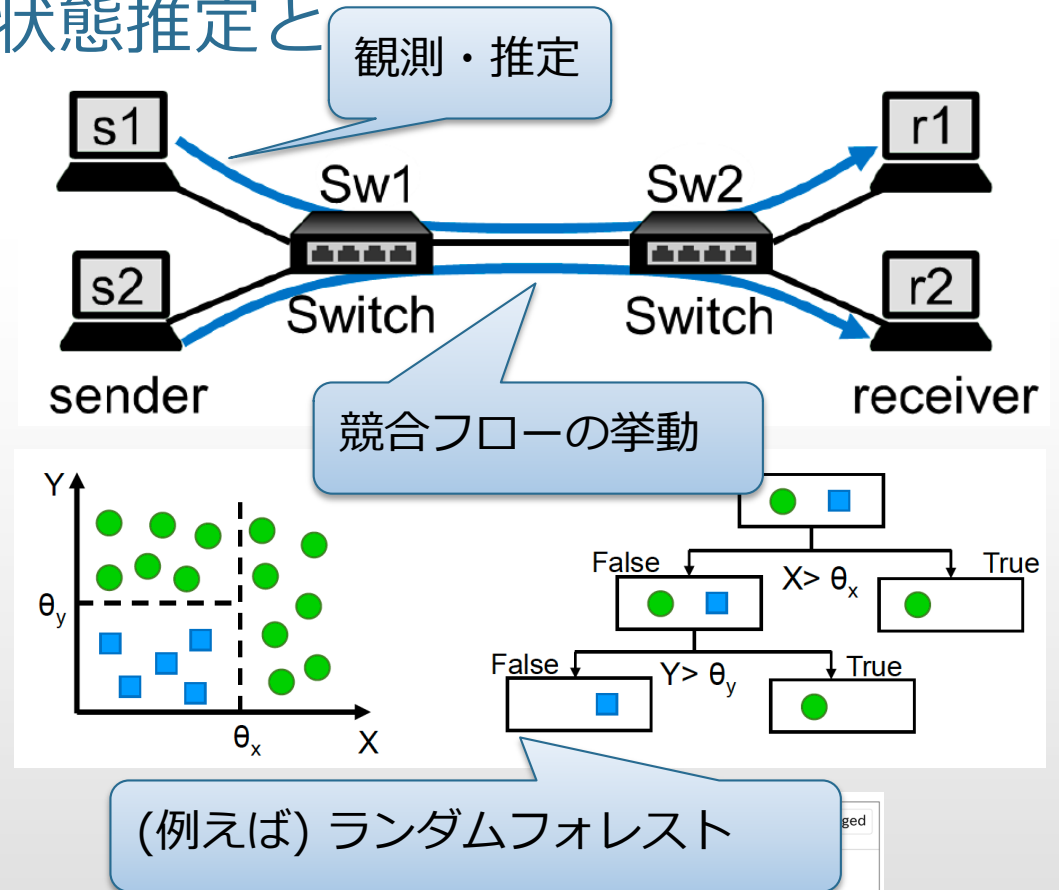 状態推定と
観測・推定
s1
r1
Sw1
Sw2
s2
r2
Switch
Switch
sender
receiver
競合フローの挙動
Y
θy
θx
X
False
True
X> θx
False
True
Y> θy
(例えば) ランダムフォレスト
ged